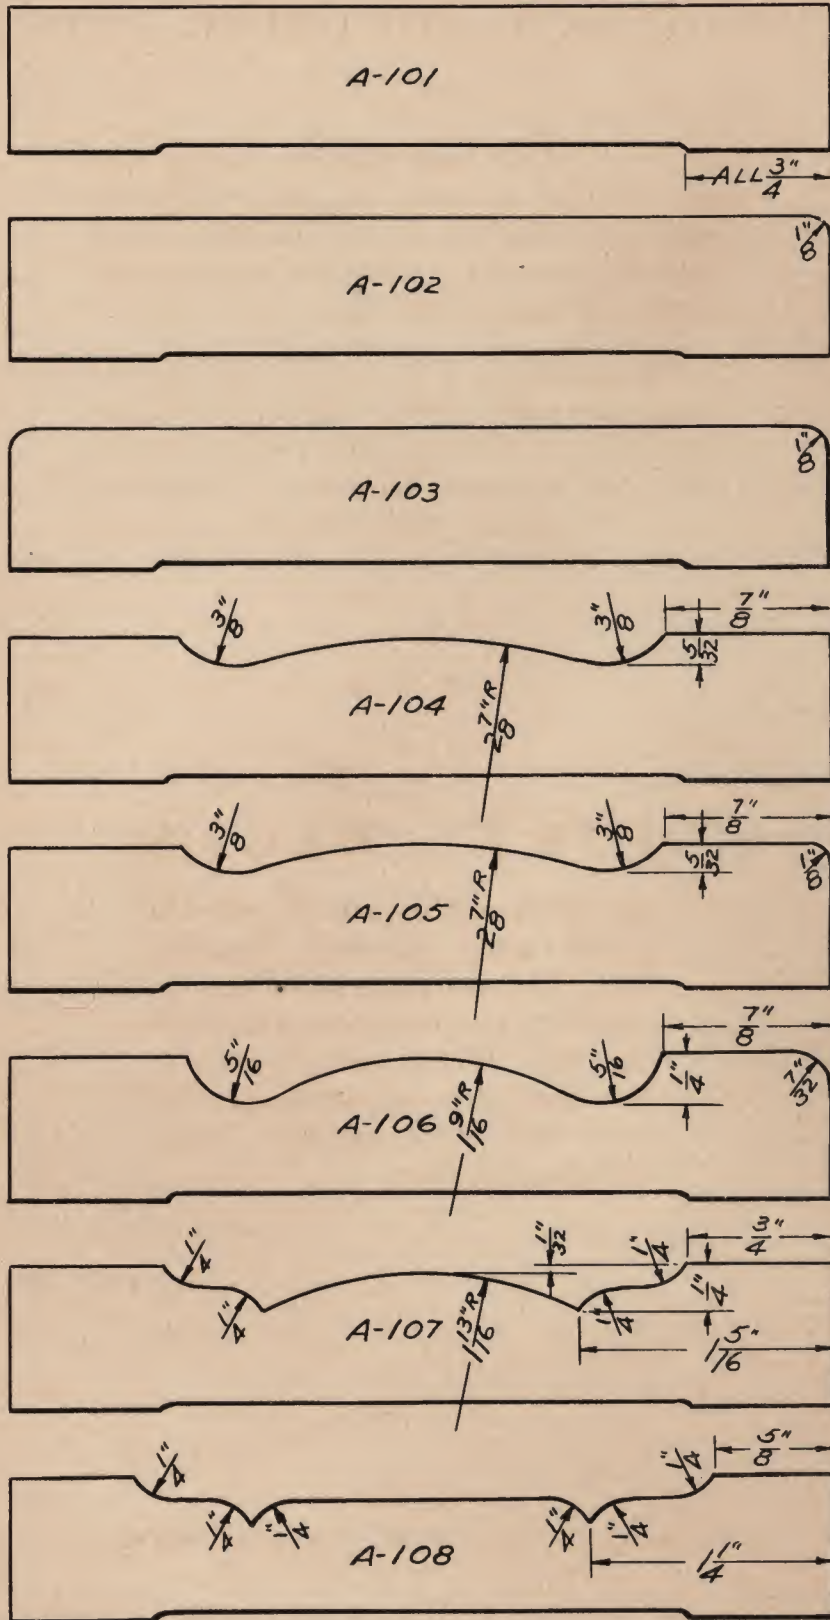 A-101
ALL 3/4"
1/8"
A-102
1/8"
A-103
3/8"
3/8"
7/8"
5/32
A-104
2 7/8" R
3/8"
3/8"
7/8"
5/32
1/8"
A-105
2 7/8" R
7/8"
5/16"
5/16"
1/4"
7/32"
A-106
1 9/16" R
1/32"
3/4"
1/4"
1/4"
1/4"
1/4"
1/4"
A-107
1 13/16" R
1 5/16"
5/8"
1/4"
1/4"
1/4"
1/4"
1/4"
1/4"
A-108
1 1/4"